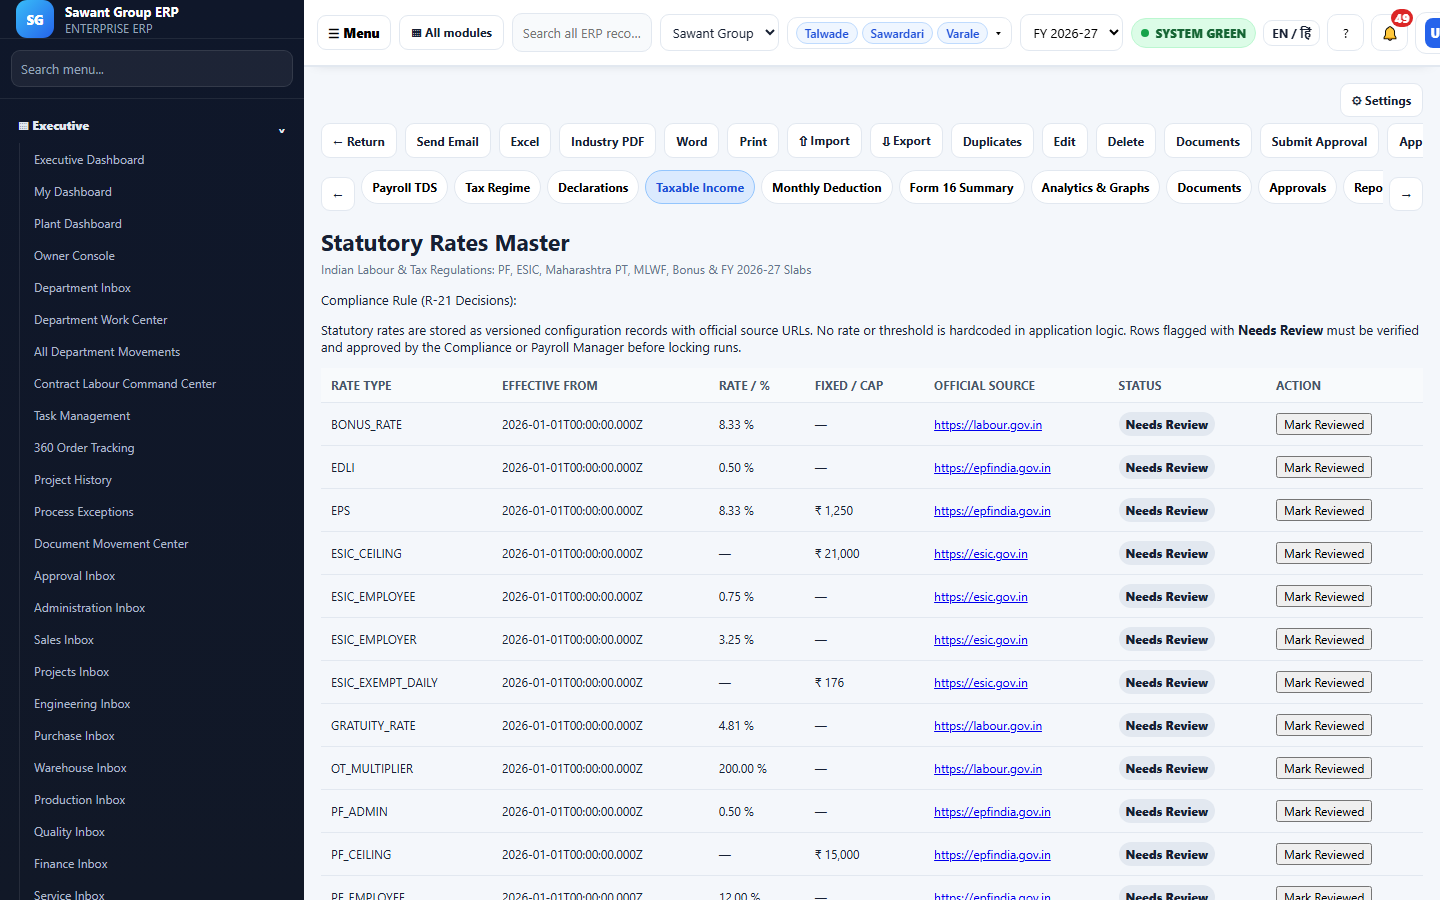 SG
Sawant Group ERP
ENTERPRISE ERP
Search menu...
Executive
Executive Dashboard
My Dashboard
Plant Dashboard
Owner Console
Department Inbox
Department Work Center
All Department Movements
Contract Labour Command Center
Task Management
360 Order Tracking
Project History
Process Exceptions
Document Movement Center
Approval Inbox
Administration Inbox
Sales Inbox
Projects Inbox
Engineering Inbox
Purchase Inbox
Warehouse Inbox
Production Inbox
Quality Inbox
Finance Inbox
Service Inbox
☰ Menu
All modules
Search all ERP reco...
Sawant Group
Talwade Sawardari Varale
FY 2026-27
SYSTEM GREEN
EN / हिं
?
49
U
⚙ Settings
← Return Send Email Excel Industry PDF Word Print ⇧ Import ⇩ Export Duplicates Edit Delete Documents Submit Approval App
← Payroll TDS Tax Regime Declarations Taxable Income Monthly Deduction Form 16 Summary Analytics & Graphs Documents Approvals Repo →
Statutory Rates Master
Indian Labour & Tax Regulations: PF, ESIC, Maharashtra PT, MLWF, Bonus & FY 2026-27 Slabs
Compliance Rule (R-21 Decisions):
Statutory rates are stored as versioned configuration records with official source URLs. No rate or threshold is hardcoded in application logic. Rows flagged with Needs Review must be verified
and approved by the Compliance or Payroll Manager before locking runs.
RATE TYPE EFFECTIVE FROM RATE / % FIXED / CAP OFFICIAL SOURCE STATUS ACTION
BONUS_RATE 2026-01-01T00:00:00.000Z 8.33 % — https://labour.gov.in Needs Review Mark Reviewed
EDLI 2026-01-01T00:00:00.000Z 0.50 % — https://epfindia.gov.in Needs Review Mark Reviewed
EPS 2026-01-01T00:00:00.000Z 8.33 % ₹ 1,250 https://epfindia.gov.in Needs Review Mark Reviewed
ESIC_CEILING 2026-01-01T00:00:00.000Z — ₹ 21,000 https://esic.gov.in Needs Review Mark Reviewed
ESIC_EMPLOYEE 2026-01-01T00:00:00.000Z 0.75 % — https://esic.gov.in Needs Review Mark Reviewed
ESIC_EMPLOYER 2026-01-01T00:00:00.000Z 3.25 % — https://esic.gov.in Needs Review Mark Reviewed
ESIC_EXEMPT_DAILY 2026-01-01T00:00:00.000Z — ₹ 176 https://esic.gov.in Needs Review Mark Reviewed
GRATUITY_RATE 2026-01-01T00:00:00.000Z 4.81 % — https://labour.gov.in Needs Review Mark Reviewed
OT_MULTIPLIER 2026-01-01T00:00:00.000Z 200.00 % — https://labour.gov.in Needs Review Mark Reviewed
PF_ADMIN 2026-01-01T00:00:00.000Z 0.50 % — https://epfindia.gov.in Needs Review Mark Reviewed
PF_CEILING 2026-01-01T00:00:00.000Z — ₹ 15,000 https://epfindia.gov.in Needs Review Mark Reviewed
PF_EMPLOYEE 2026-01-01T00:00:00.000Z 12.00 % — https://epfindia.gov.in Needs Review Mark Reviewed